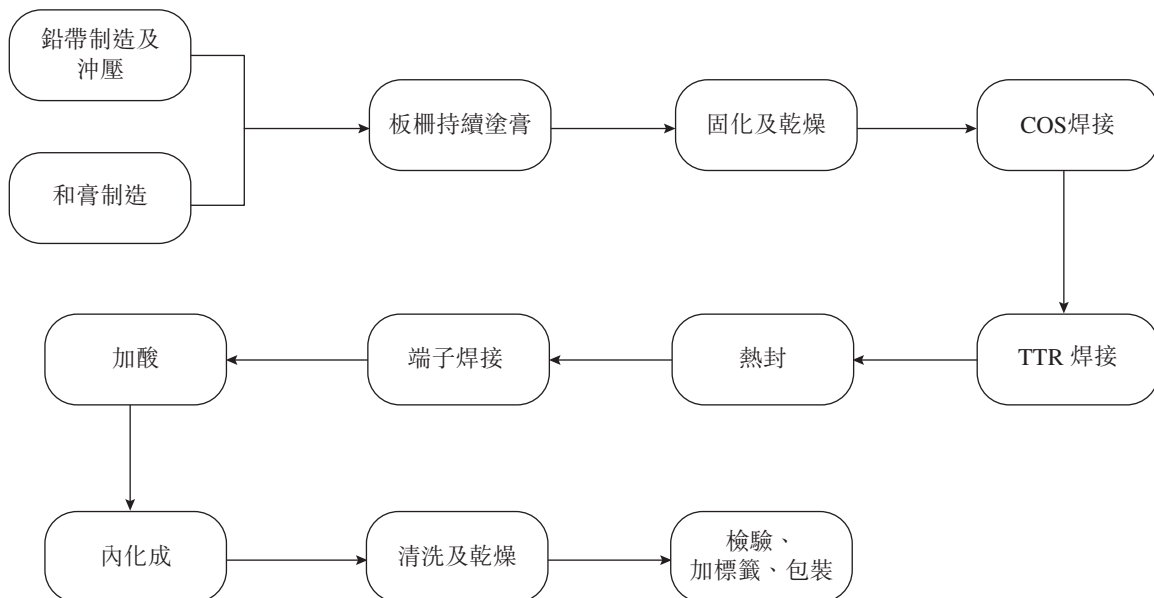 鉛帶制造及
沖壓
和膏制造
板柵持續塗膏
固化及乾燥
COS焊接
TTR 焊接
熱封
端子焊接
加酸
內化成
清洗及乾燥
檢驗、
加標籤、包裝